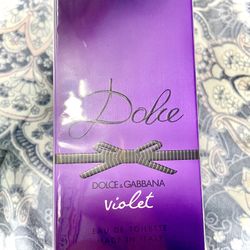 Dolce
DOLCE & GABBANA
violet
EAU DE TOILETTE